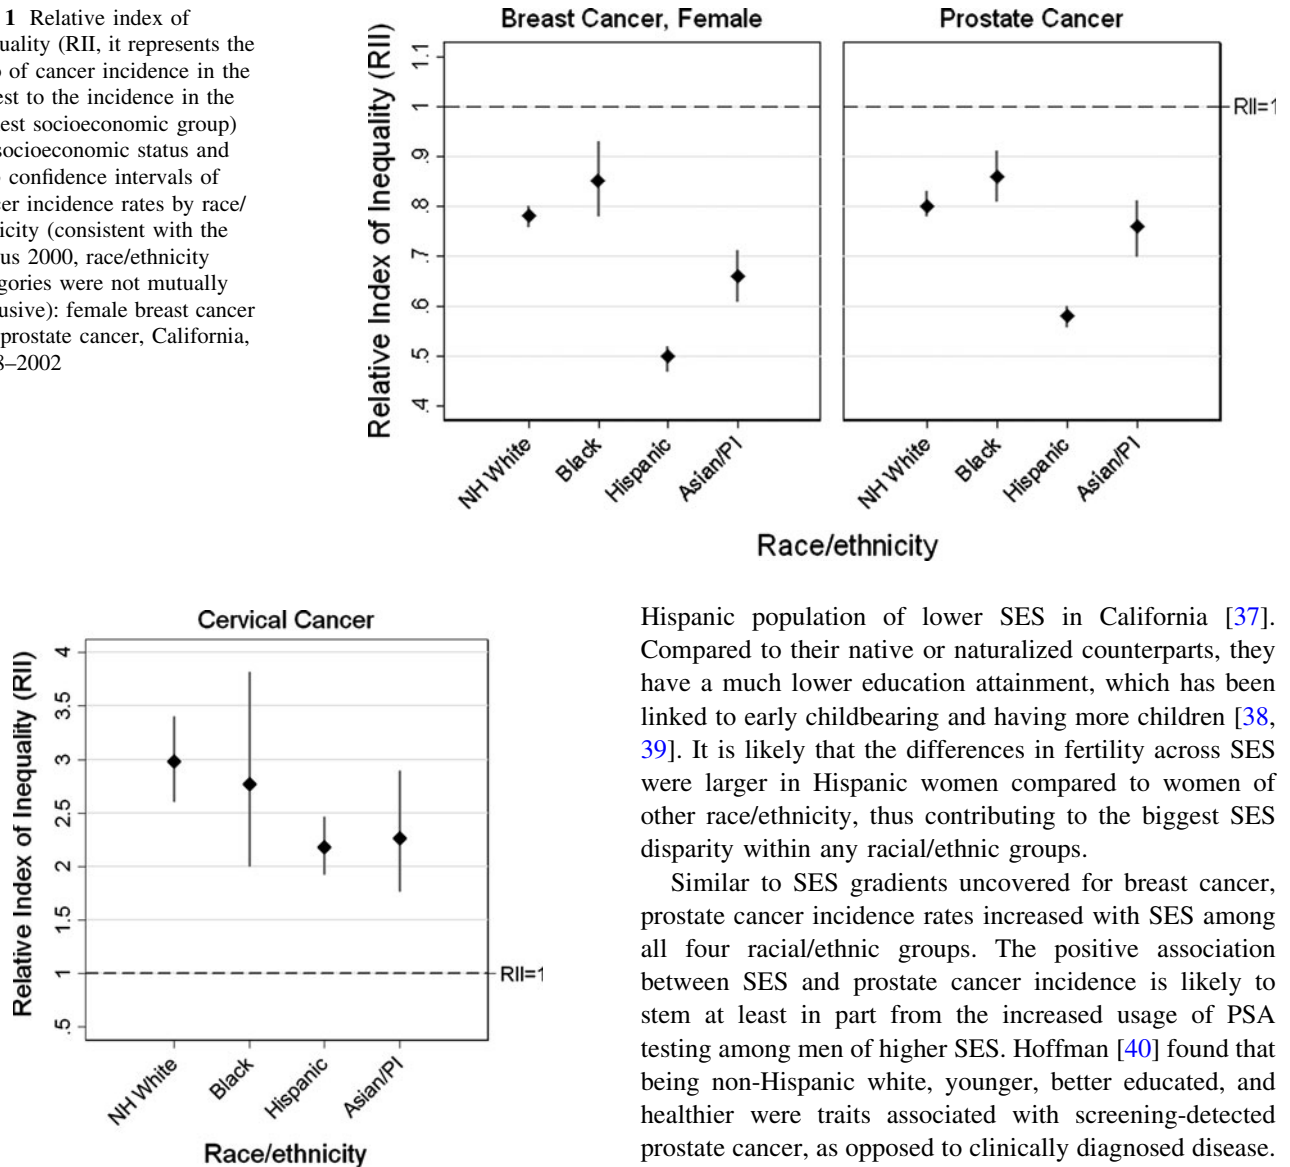 1 Relative index of
uality (RII, it represents the
of cancer incidence in the
est to the incidence in the
est socioeconomic group)
socioeconomic status and
confidence intervals of
er incidence rates by race/
icity (consistent with the
us 2000, race/ethnicity
gories were not mutually
usive): female breast cancer
prostate cancer, California,
–2002
Breast Cancer, Female
Prostate Cancer
Relative Index of Inequality (RII)
1.1
1
.9
.8
.7
.6
.5
.4
RII=1
NH White
Black
Hispanic
Asian/PI
NH White
Black
Hispanic
Asian/PI
Race/ethnicity
Cervical Cancer
Relative Index of Inequality (RII)
4
3.5
3
2.5
2
1.5
1
.5
RII=1
NH White
Black
Hispanic
Asian/PI
Race/ethnicity
Hispanic population of lower SES in California [37].
Compared to their native or naturalized counterparts, they
have a much lower education attainment, which has been
linked to early childbearing and having more children [38,
39]. It is likely that the differences in fertility across SES
were larger in Hispanic women compared to women of
other race/ethnicity, thus contributing to the biggest SES
disparity within any racial/ethnic groups.
Similar to SES gradients uncovered for breast cancer,
prostate cancer incidence rates increased with SES among
all four racial/ethnic groups. The positive association
between SES and prostate cancer incidence is likely to
stem at least in part from the increased usage of PSA
testing among men of higher SES. Hoffman [40] found that
being non-Hispanic white, younger, better educated, and
healthier were traits associated with screening-detected
prostate cancer, as opposed to clinically diagnosed disease.